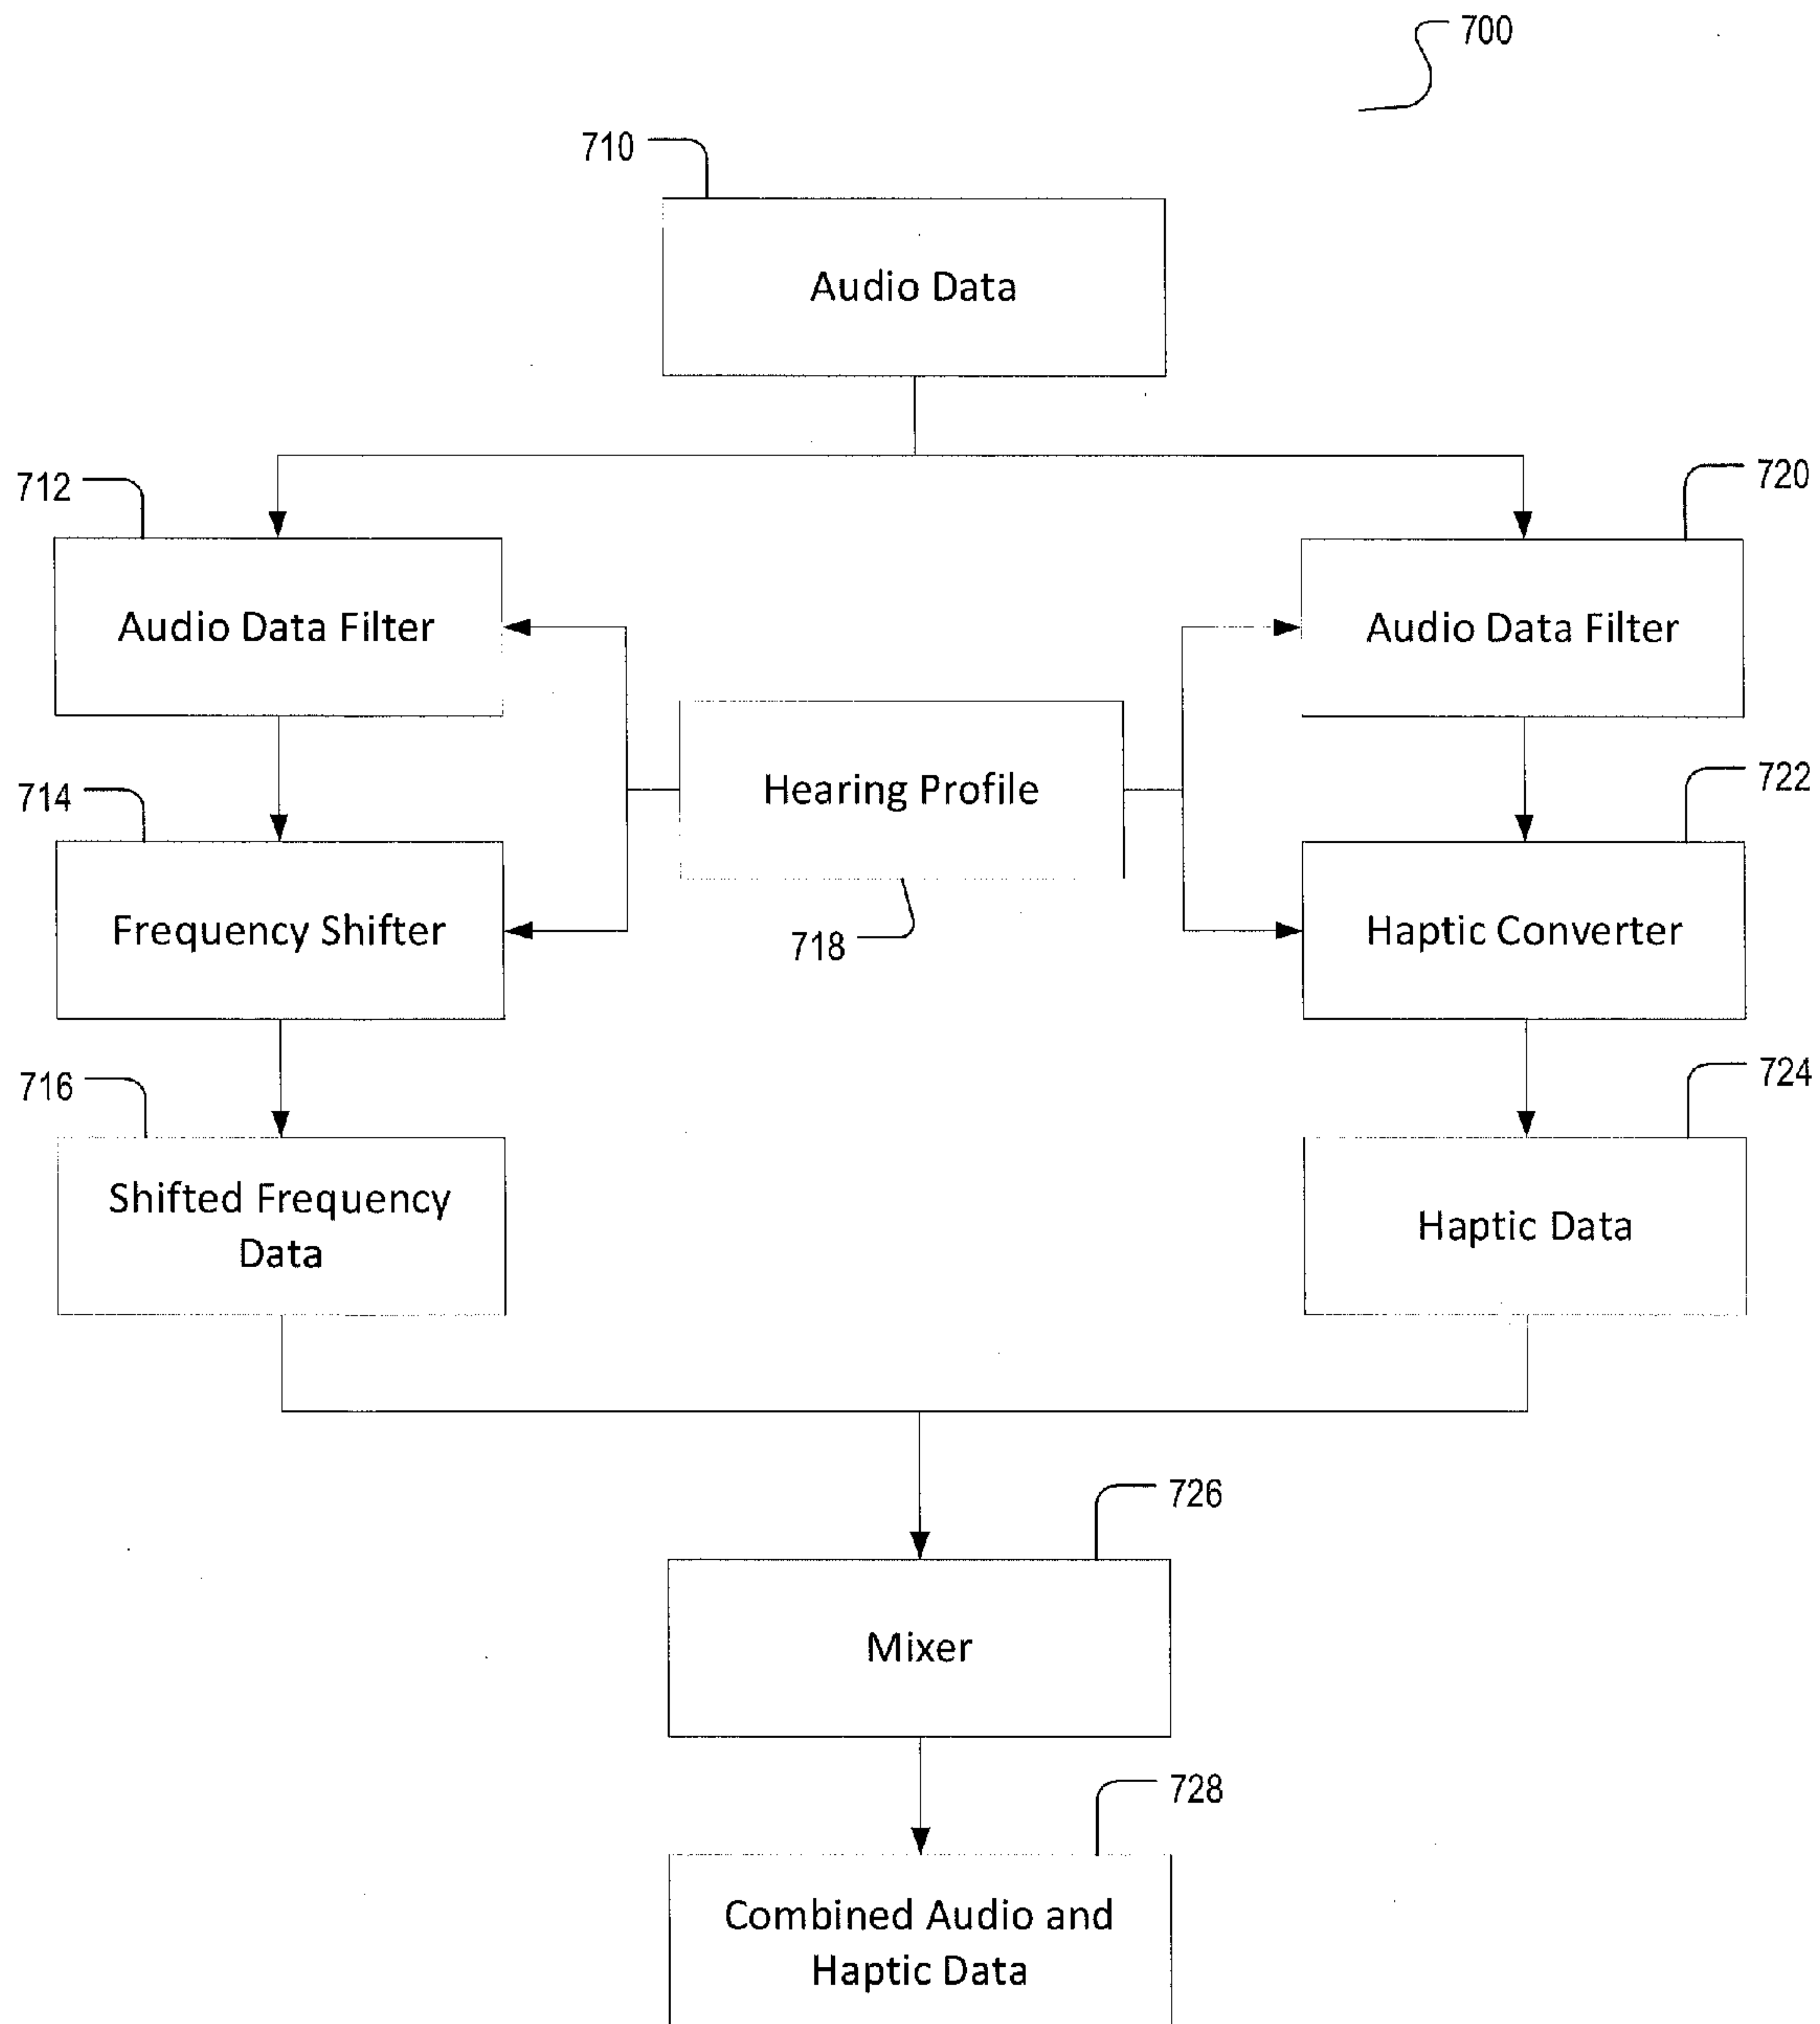 700
710
Audio Data
712
720
Audio Data Filter
Audio Data Filter
714
Hearing Profile
722
Frequency Shifter
718
Haptic Converter
716
724
Shifted Frequency
Data
Haptic Data
726
Mixer
728
Combined Audio and
Haptic Data